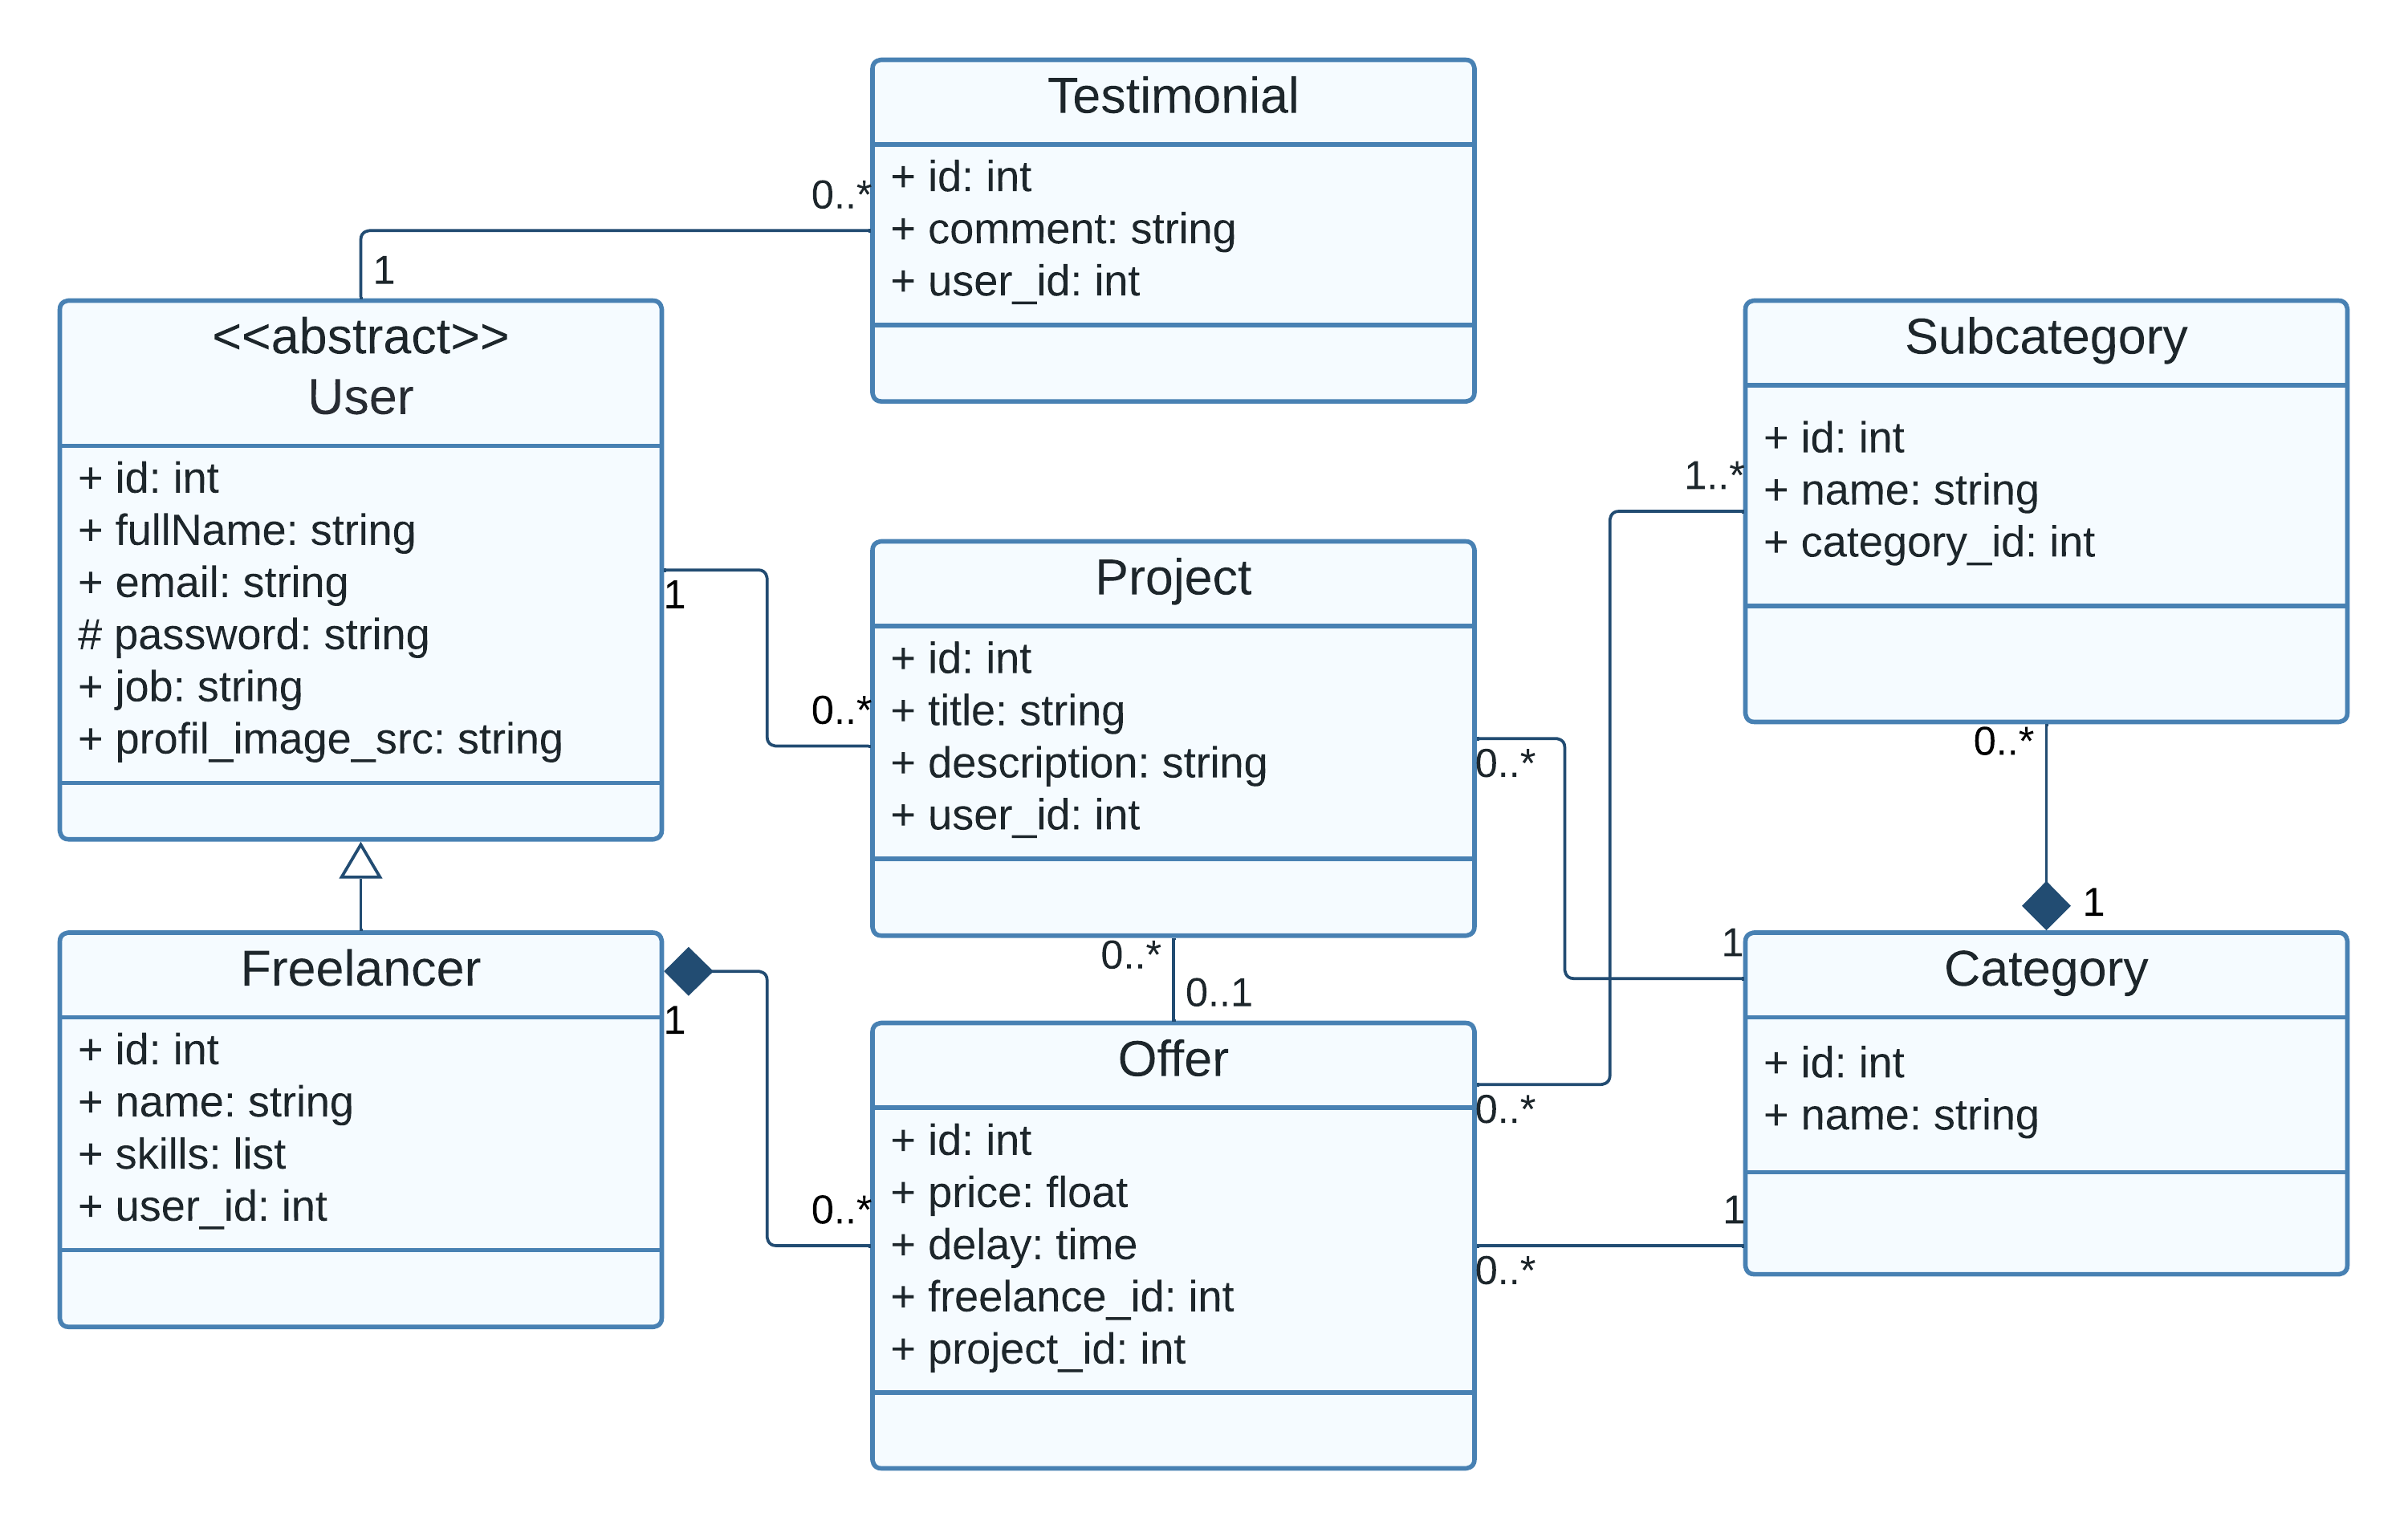 Testimonial
+ id: int
+ comment: string
+ user_id: int
0..*
1
<<abstract>>
User
+ id: int
+ fullName: string
+ email: string
# password: string
+ job: string
+ profil_image_src: string
1
0..*
Project
+ id: int
+ title: string
+ description: string
+ user_id: int
0..*
0..*
0..1
Subcategory
+ id: int
+ name: string
+ category_id: int
1..*
0..*
1
1
Category
+ id: int
+ name: string
1
Freelancer
+ id: int
+ name: string
+ skills: list
+ user_id: int
1
0..*
Offer
+ id: int
+ price: float
+ delay: time
+ freelance_id: int
+ project_id: int
0..*
0..*